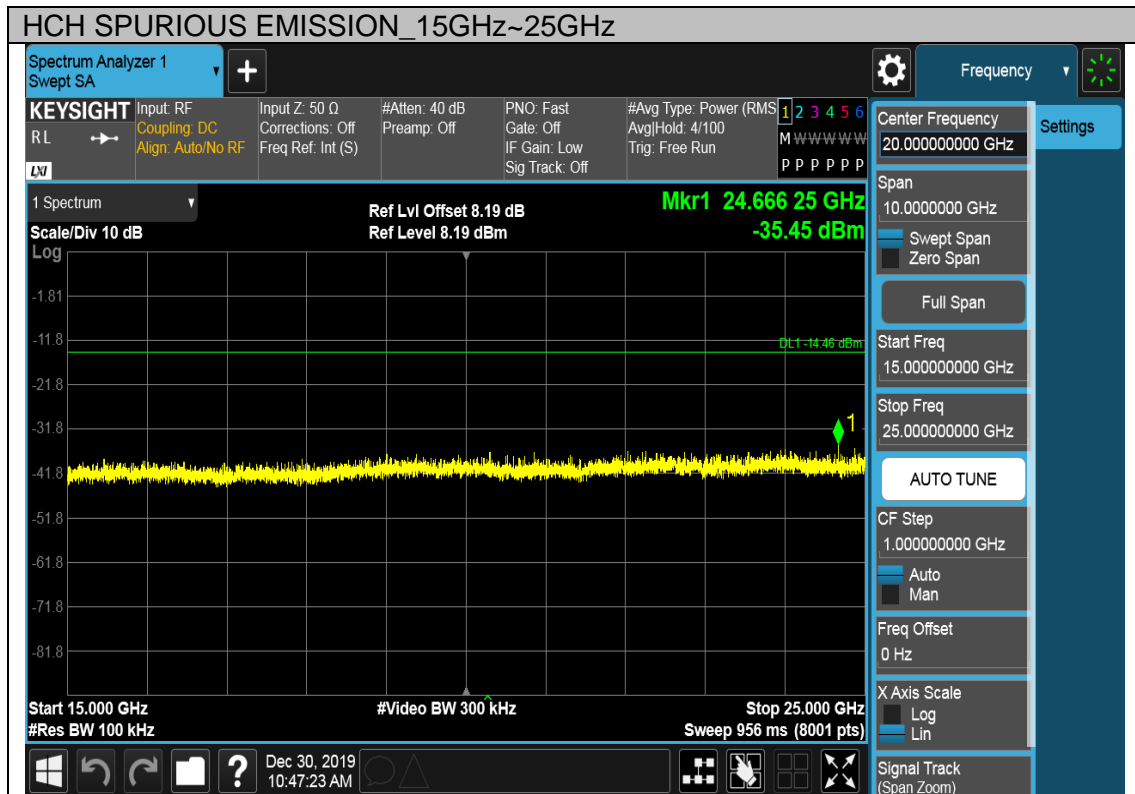 HCH SPURIOUS EMISSION_15GHz~25GHz
Spectrum Analyzer 1
Swept SA
+
Frequency
KEYSIGHT
RL
LXI
Input: RF
Coupling: DC
Align: Auto/No RF
Input Z: 50 Ω
Corrections: Off
Freq Ref: Int (S)
#Atten: 40 dB
Preamp: Off
PNO: Fast
Gate: Off
IF Gain: Low
Sig Track: Off
#Avg Type: Power (RMS
Avg|Hold: 4/100
Trig: Free Run
1 2 3 4 5 6
M W W W W W
P P P P P P
1 Spectrum
Scale/Div 10 dB
Ref Lvl Offset 8.19 dB
Ref Level 8.19 dBm
Mkr1 24.666 25 GHz
-35.45 dBm
Log
-1.81
-11.8
DL1 -14.46 dBm
-21.8
-31.8
1
-41.8
-51.8
-61.8
-71.8
-81.8
Start 15.000 GHz
#Res BW 100 kHz
#Video BW 300 kHz
Stop 25.000 GHz
Sweep 956 ms (8001 pts)
?
Dec 30, 2019
10:47:23 AM
Center Frequency
20.000000000 GHz
Settings
Span
10.0000000 GHz
Swept Span
Zero Span
Full Span
Start Freq
15.000000000 GHz
Stop Freq
25.000000000 GHz
AUTO TUNE
CF Step
1.000000000 GHz
Auto
Man
Freq Offset
0 Hz
X Axis Scale
Log
Lin
Signal Track
(Span Zoom)